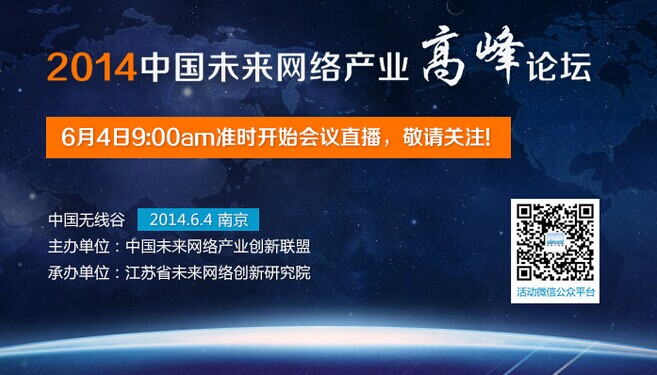 2014中国未来网络产业高峰论坛
6月4日9:00am准时开始会议直播，敬请关注!
中国无线谷 2014.6.4 南京
主办单位：中国未来网络产业创新联盟
承办单位：江苏省未来网络创新研究院
活动微信公众平台